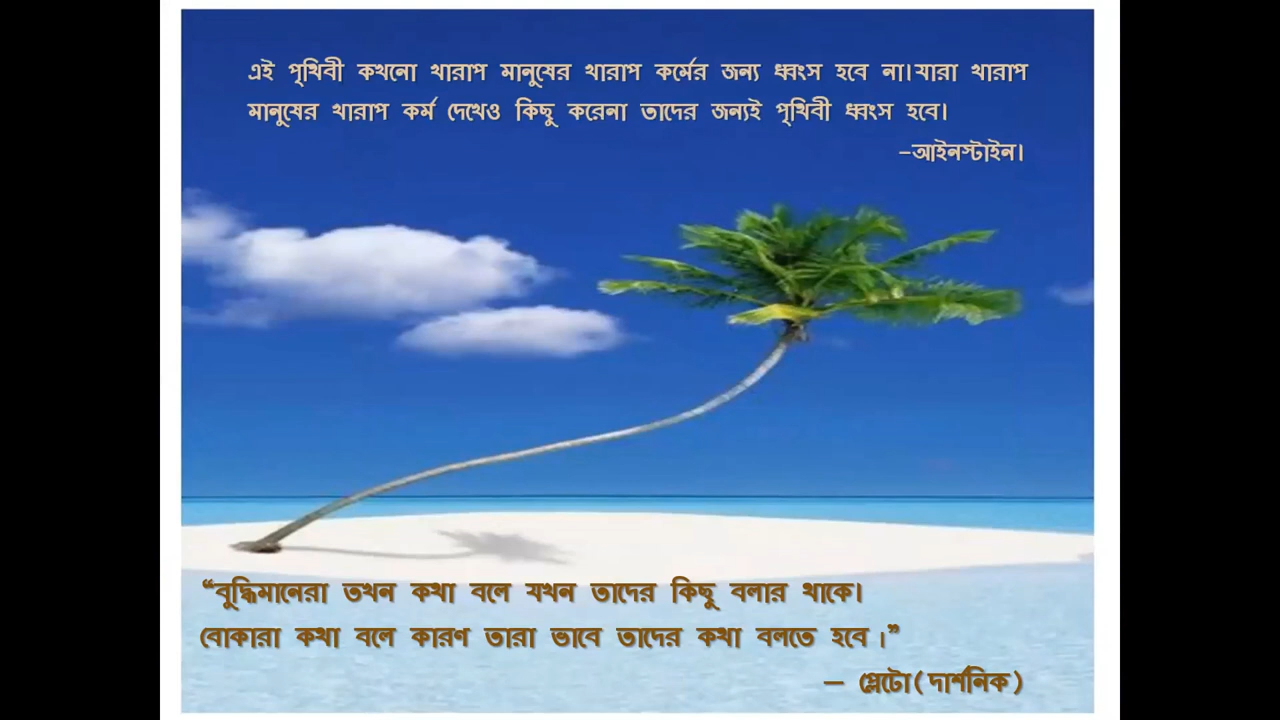 এই পৃথিবী কখনো খারাপ মানুষের খারাপ কর্মের জন্য ধ্বংস হবে না।যারা খারাপ
মানুষের খারাপ কর্ম দেখেও কিছু করেনা তাদের জন্যই পৃথিবী ধ্বংস হবে।
–আইনস্টাইন।
“বুদ্ধিমানেরা তখন কথা বলে যখন তাদের কিছু বলার থাকে।
বোকারা কথা বলে কারণ তারা ভাবে তাদের কথা বলতে হবে।”
— প্লেটো(দার্শনিক)